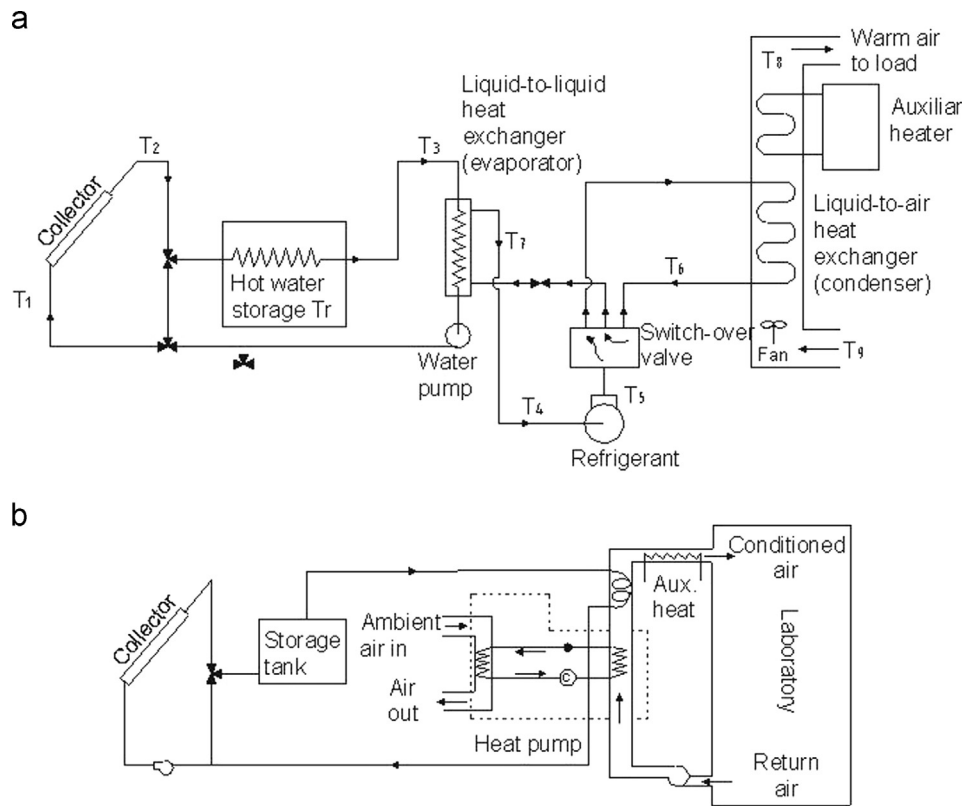 a
Warm air
to load
T8
Liquid-to-liquid
heat
exchanger
(evaporator)
Auxiliar
heater
T2
T3
Collector
T7
Liquid-to-air
heat
exchanger
(condenser)
Hot water
storage Tr
T6
T1
Switch-over
valve
Fan
T9
Water
pump
T5
T4
Refrigerant
b
Conditioned
air
Aux.
heat
Collector
Storage
tank
Ambient
air in
Laboratory
c
Air
out
Heat pump
Return
air